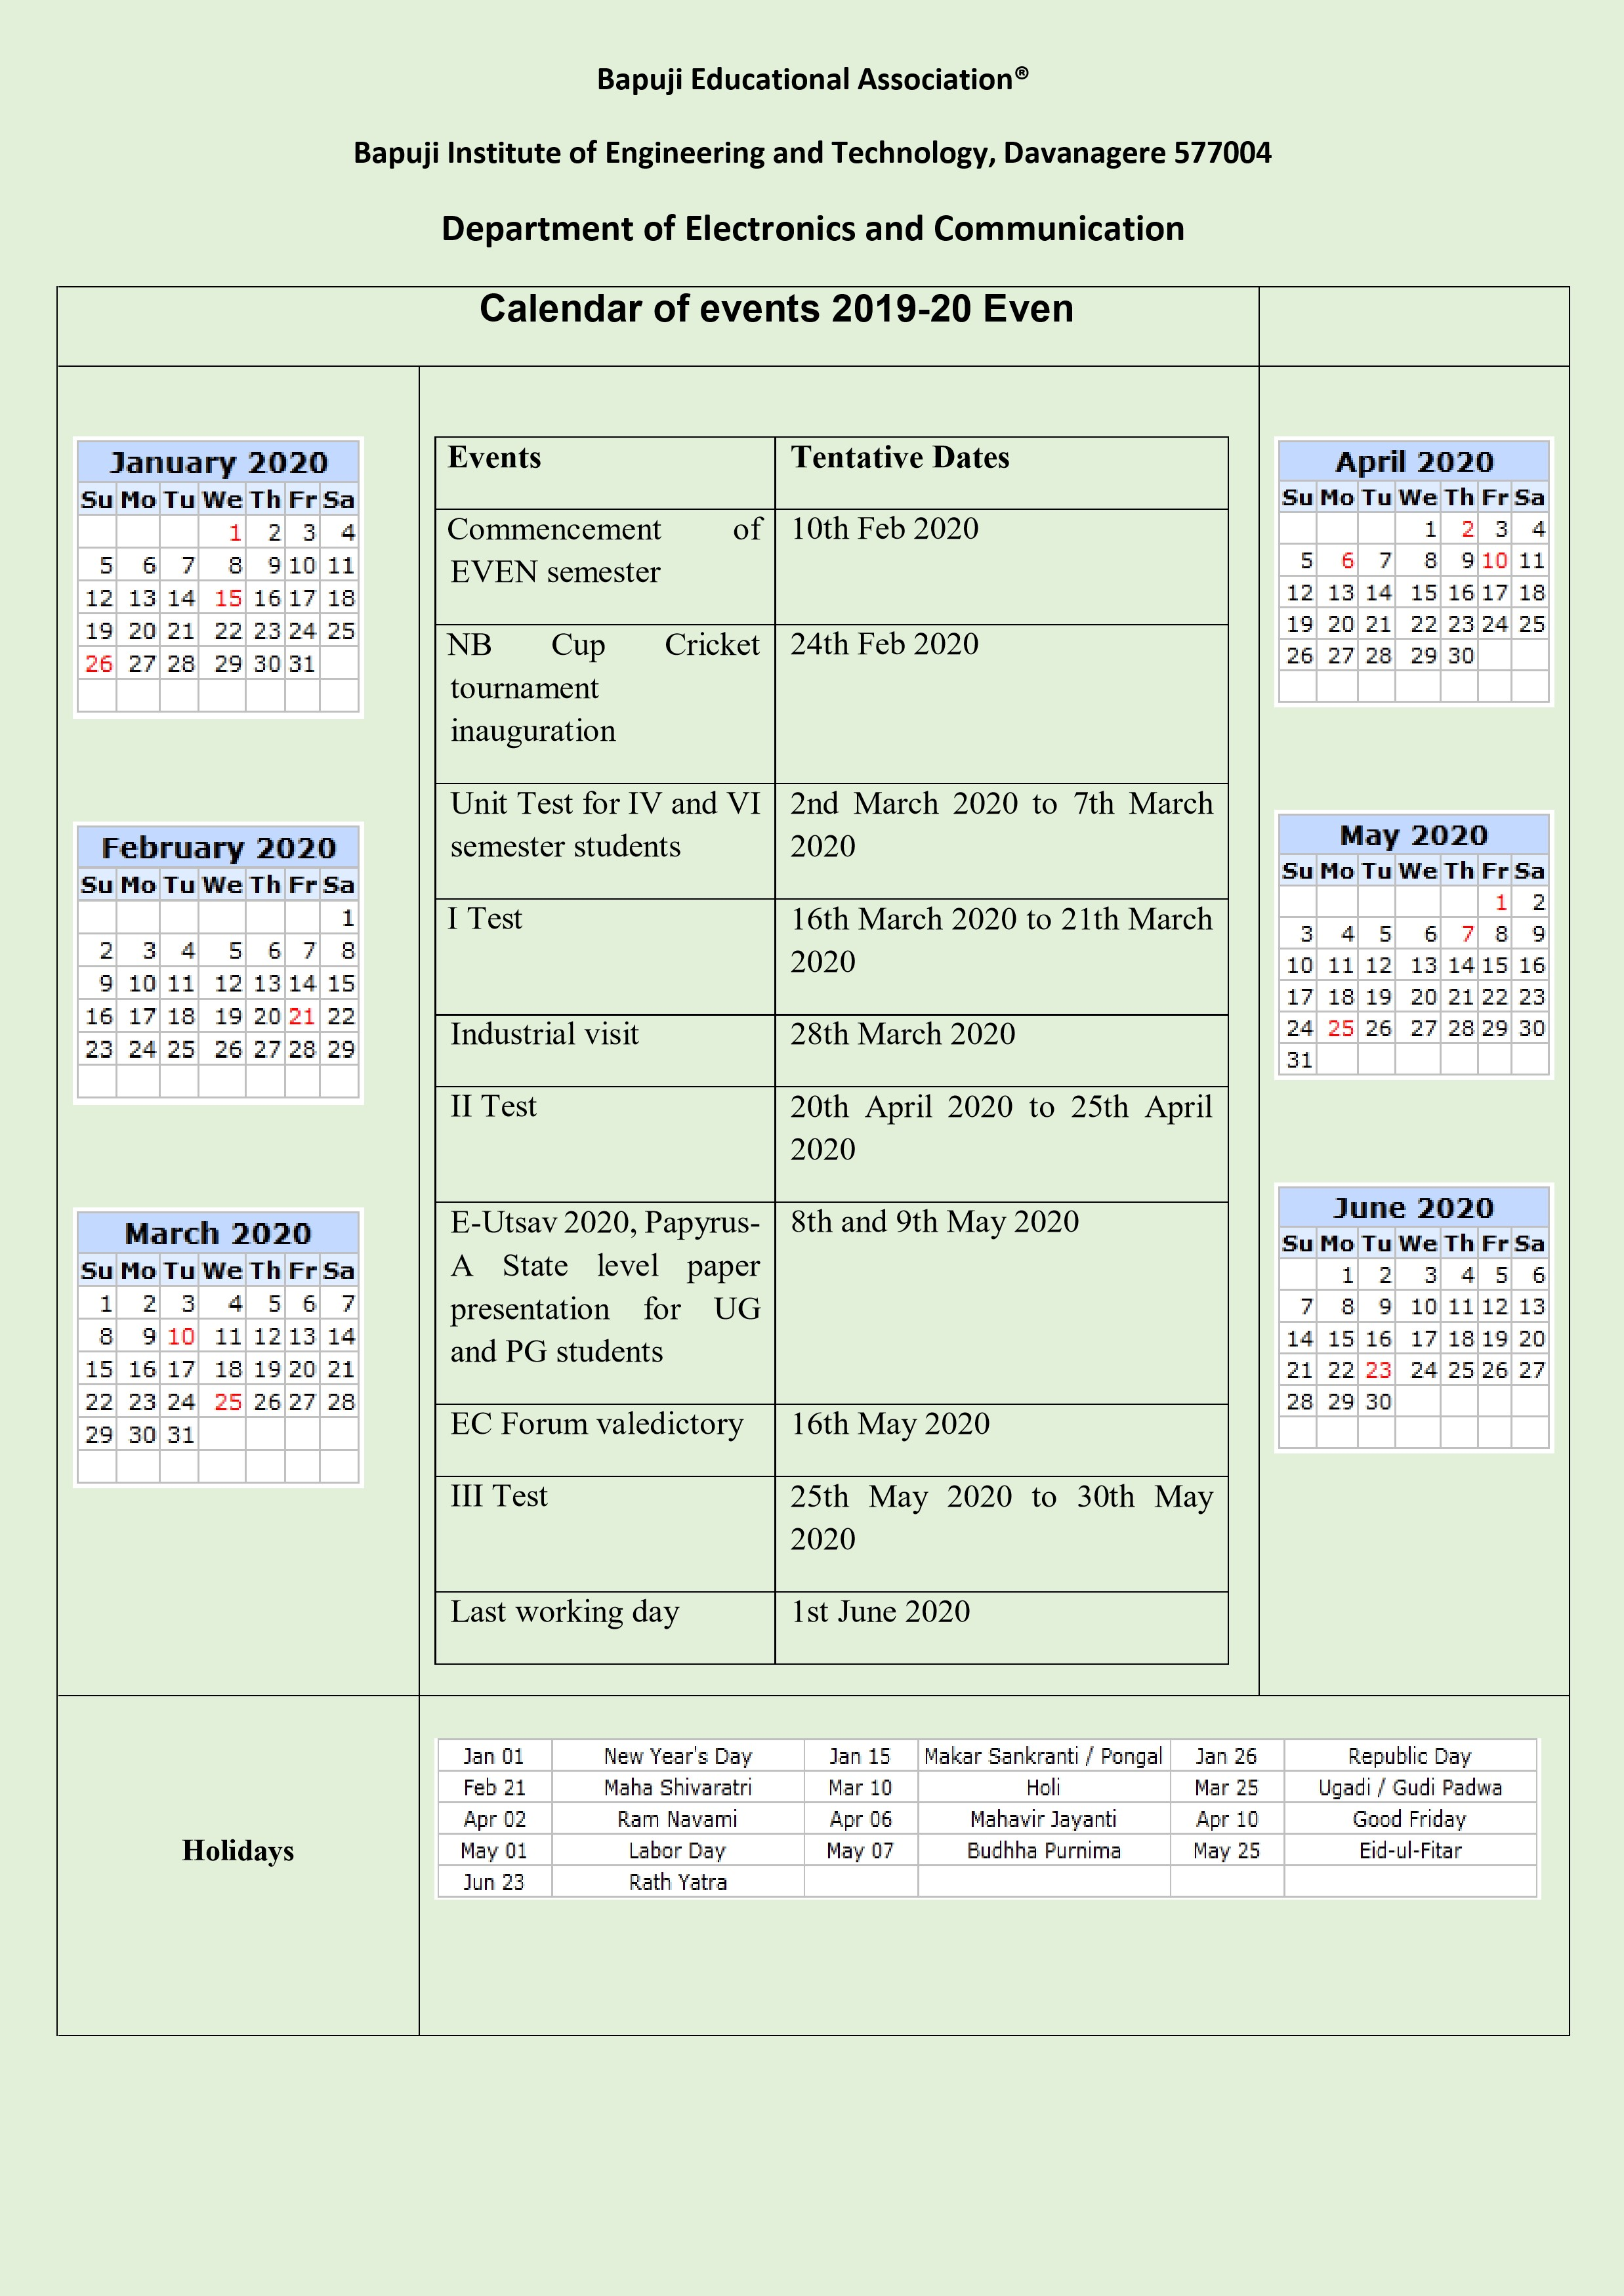 Bapuji Educational Association®
Bapuji Institute of Engineering and Technology, Davanagere 577004
Department of Electronics and Communication
Calendar of events 2019-20 Even
January 2020
Su Mo Tu We Th Fr Sa
1 2 3 4
5 6 7 8 9 10 11
12 13 14 15 16 17 18
19 20 21 22 23 24 25
26 27 28 29 30 31
February 2020
Su Mo Tu We Th Fr Sa
1
2 3 4 5 6 7 8
9 10 11 12 13 14 15
16 17 18 19 20 21 22
23 24 25 26 27 28 29
March 2020
Su Mo Tu We Th Fr Sa
1 2 3 4 5 6 7
8 9 10 11 12 13 14
15 16 17 18 19 20 21
22 23 24 25 26 27 28
29 30 31
Events Tentative Dates
Commencement of 10th Feb 2020
EVEN semester
NB Cup Cricket 24th Feb 2020
tournament
inauguration
Unit Test for IV and VI 2nd March 2020 to 7th March
semester students 2020
I Test 16th March 2020 to 21th March
2020
Industrial visit 28th March 2020
II Test 20th April 2020 to 25th April
2020
E-Utsav 2020, Papyrus- 8th and 9th May 2020
A State level paper
presentation for UG
and PG students
EC Forum valedictory 16th May 2020
III Test 25th May 2020 to 30th May
2020
Last working day 1st June 2020
April 2020
Su Mo Tu We Th Fr Sa
1 2 3 4
5 6 7 8 9 10 11
12 13 14 15 16 17 18
19 20 21 22 23 24 25
26 27 28 29 30
May 2020
Su Mo Tu We Th Fr Sa
1 2
3 4 5 6 7 8 9
10 11 12 13 14 15 16
17 18 19 20 21 22 23
24 25 26 27 28 29 30
31
June 2020
Su Mo Tu We Th Fr Sa
1 2 3 4 5 6
7 8 9 10 11 12 13
14 15 16 17 18 19 20
21 22 23 24 25 26 27
28 29 30
Holidays
Jan 01 New Year's Day Jan 15 Makar Sankranti / Pongal Jan 26 Republic Day
Feb 21 Maha Shivaratri Mar 10 Holi Mar 25 Ugadi / Gudi Padwa
Apr 02 Ram Navami Apr 06 Mahavir Jayanti Apr 10 Good Friday
May 01 Labor Day May 07 Budhha Purnima May 25 Eid-ul-Fitar
Jun 23 Rath Yatra